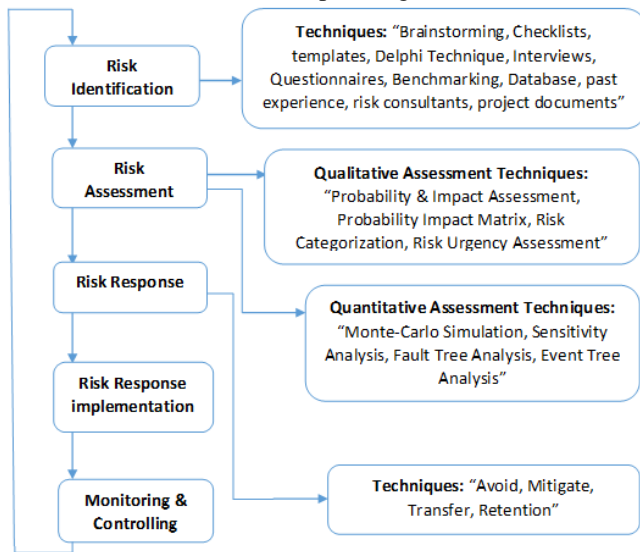 Techniques: “Brainstorming, Checklists,
templates, Delphi Technique, Interviews,
Questionnaires, Benchmarking, Database, past
experience, risk consultants, project documents”
Risk
Identification
Risk
Assessment
Qualitative Assessment Techniques:
“Probability & Impact Assessment,
Probability Impact Matrix, Risk
Categorization, Risk Urgency Assessment”
Risk Response
Quantitative Assessment Techniques:
“Monte-Carlo Simulation, Sensitivity
Analysis, Fault Tree Analysis, Event Tree
Analysis”
Risk Response
implementation
Monitoring &
Controlling
Techniques: “Avoid, Mitigate,
Transfer, Retention”